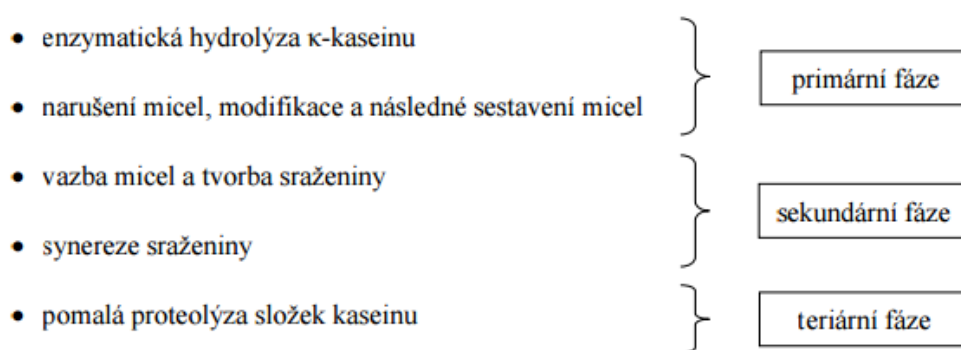 • enzymatická hydrolýza κ-kaseinu
• narušení micel, modifikace a následné sestavení micel
primární fáze
• vazba micel a tvorba sraženiny
• synereze sraženiny
sekundární fáze
• pomalá proteolýza složek kaseinu
teriární fáze